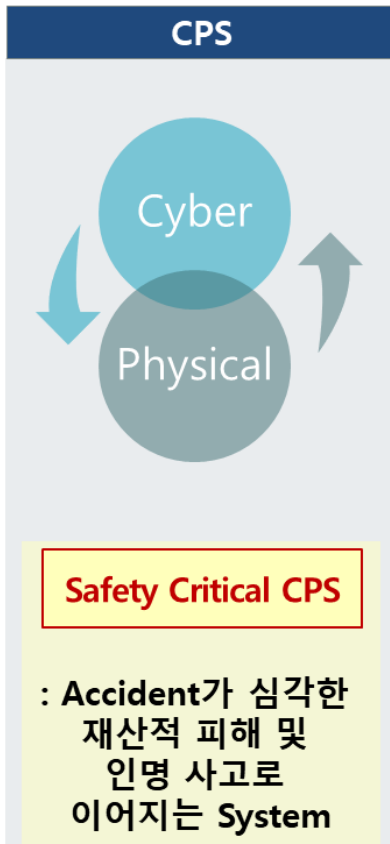 CPS
Cyber
Physical
Safety Critical CPS
: Accident가 심각한
재산적 피해 및
인명 사고로
이어지는 System